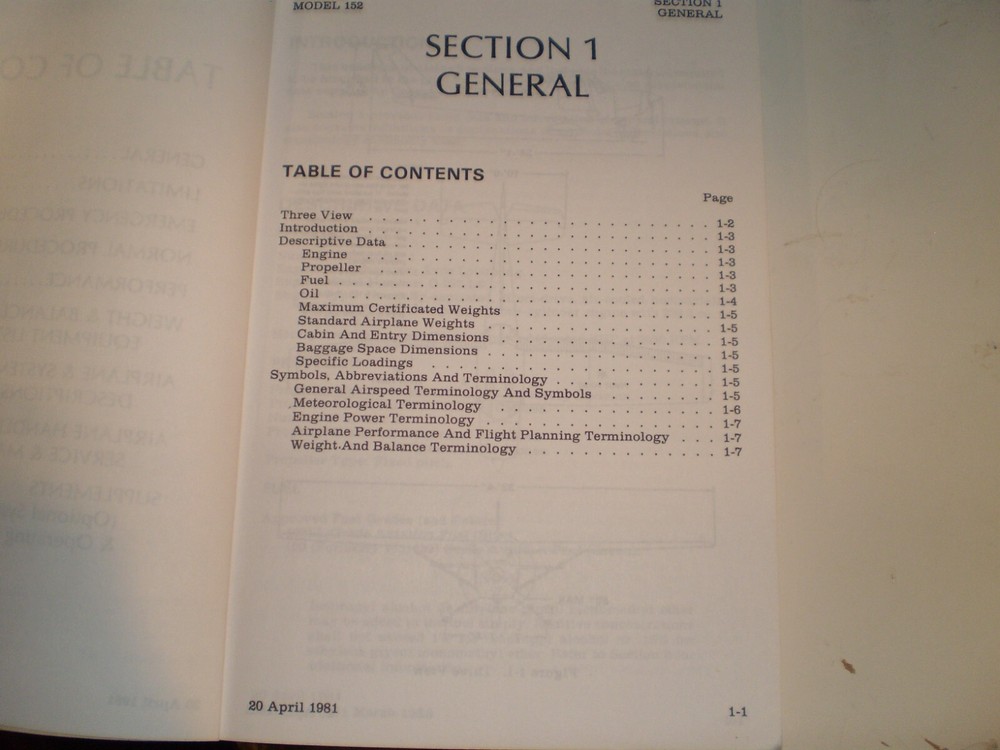 MODEL 152
SECTION 1
GENERAL
SECTION 1
GENERAL
TABLE OF CONTENTS
Page
Three View . . . . . . . . . . . . . . . . . . . . . . . . 1-2
Introduction . . . . . . . . . . . . . . . . . . . . . . . . 1-3
Descriptive Data . . . . . . . . . . . . . . . . . . . . . . 1-3
Engine . . . . . . . . . . . . . . . . . . . . . . . . 1-3
Propeller . . . . . . . . . . . . . . . . . . . . . . . 1-3
Fuel . . . . . . . . . . . . . . . . . . . . . . . . . 1-3
Oil . . . . . . . . . . . . . . . . . . . . . . . . . 1-4
Maximum Certificated Weights . . . . . . . . . . . . . . 1-5
Standard Airplane Weights . . . . . . . . . . . . . . . . 1-5
Cabin And Entry Dimensions . . . . . . . . . . . . . . . 1-5
Baggage Space Dimensions . . . . . . . . . . . . . . . . 1-5
Specific Loadings . . . . . . . . . . . . . . . . . . . 1-5
Symbols, Abbreviations And Terminology . . . . . . . . . . . 1-5
General Airspeed Terminology And Symbols . . . . . . . . 1-5
Meteorological Terminology . . . . . . . . . . . . . . . 1-6
Engine Power Terminology . . . . . . . . . . . . . . . . 1-7
Airplane Performance And Flight Planning Terminology . . . 1-7
Weight And Balance Terminology . . . . . . . . . . . . . 1-7
20 April 1981
1-1